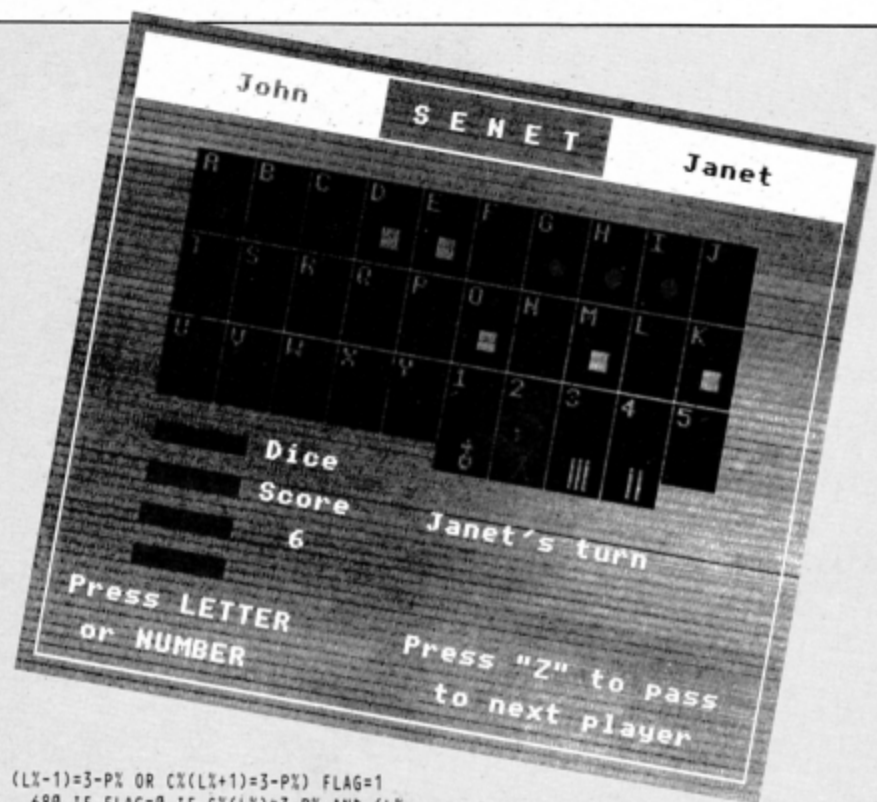 John
S E N E T
Janet
A B C D E F G H I J
T S R Q P O N M L K
U V W X Y 1 2 3 4 5
Dice
Score
6
Janet's turn
Press LETTER
or NUMBER
Press "Z" to pass
to next player
(L%-1)=3-P% OR C%(L%+1)=3-P%) FLAG=1